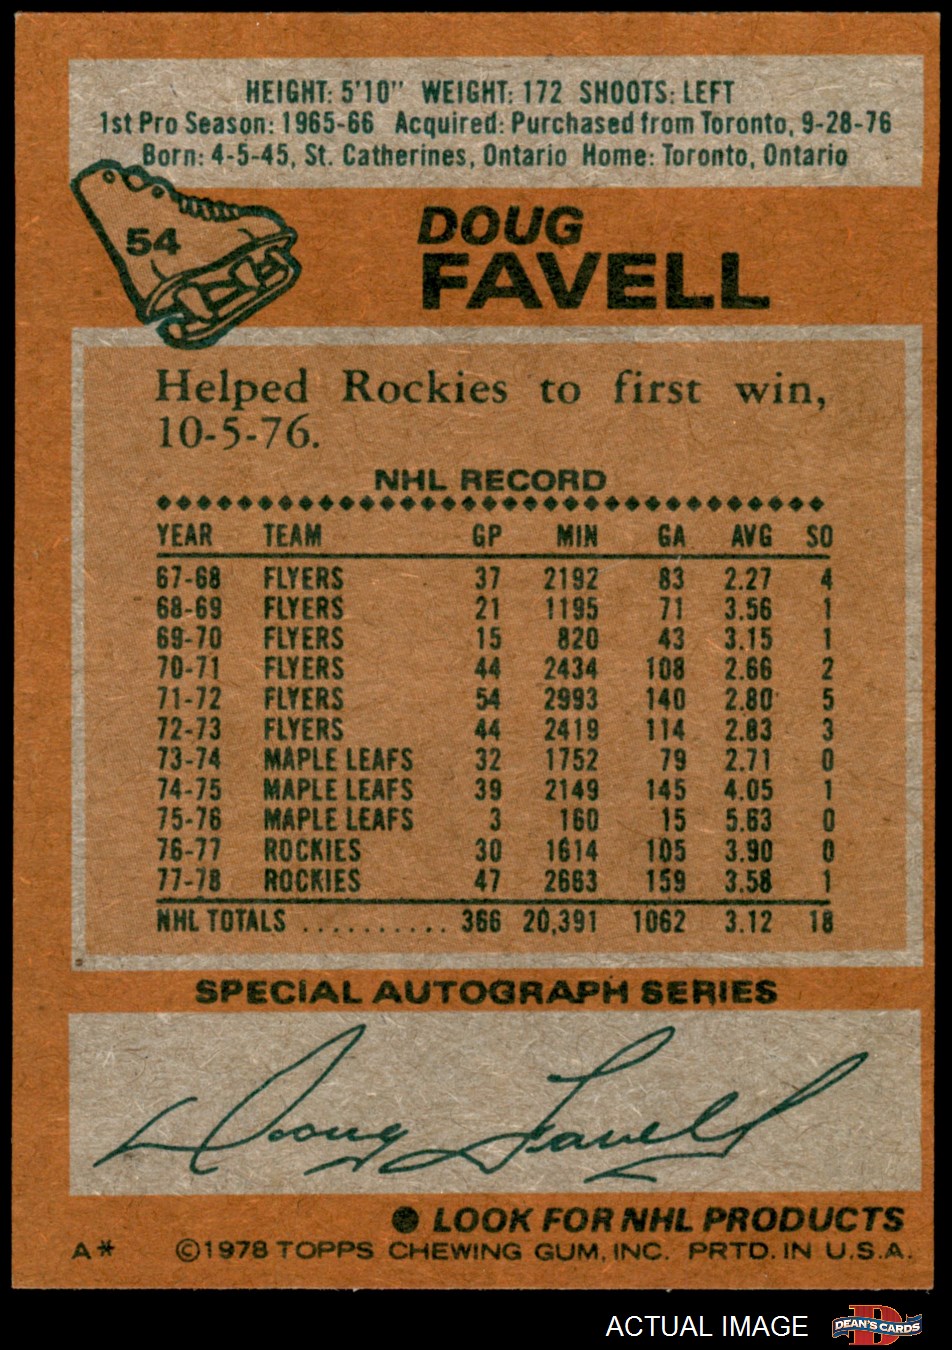 HEIGHT: 5'10" WEIGHT: 172 SHOOTS: LEFT
1st Pro Season: 1965-66 Acquired: Purchased from Toronto, 9-28-76
Born: 4-5-45, St. Catherines, Ontario Home: Toronto, Ontario
54
DOUG
FAVELL
Helped Rockies to first win,
10-5-76.
NHL RECORD
YEAR TEAM GP MIN GA AVG SO
67-68 FLYERS 37 2192 83 2.27 4
68-69 FLYERS 21 1195 71 3.56 1
69-70 FLYERS 15 820 43 3.15 1
70-71 FLYERS 44 2434 108 2.66 2
71-72 FLYERS 54 2993 140 2.80 5
72-73 FLYERS 44 2419 114 2.83 3
73-74 MAPLE LEAFS 32 1752 79 2.71 0
74-75 MAPLE LEAFS 39 2149 145 4.05 1
75-76 MAPLE LEAFS 3 160 15 5.63 0
76-77 ROCKIES 30 1614 105 3.90 0
77-78 ROCKIES 47 2663 159 3.58 1
NHL TOTALS .......... 366 20,391 1062 3.12 18
SPECIAL AUTOGRAPH SERIES
Doug Favell
● LOOK FOR NHL PRODUCTS
A* ©1978 TOPPS CHEWING GUM, INC. PRTD. IN U.S.A.
ACTUAL IMAGE D DEAN'S CARDS